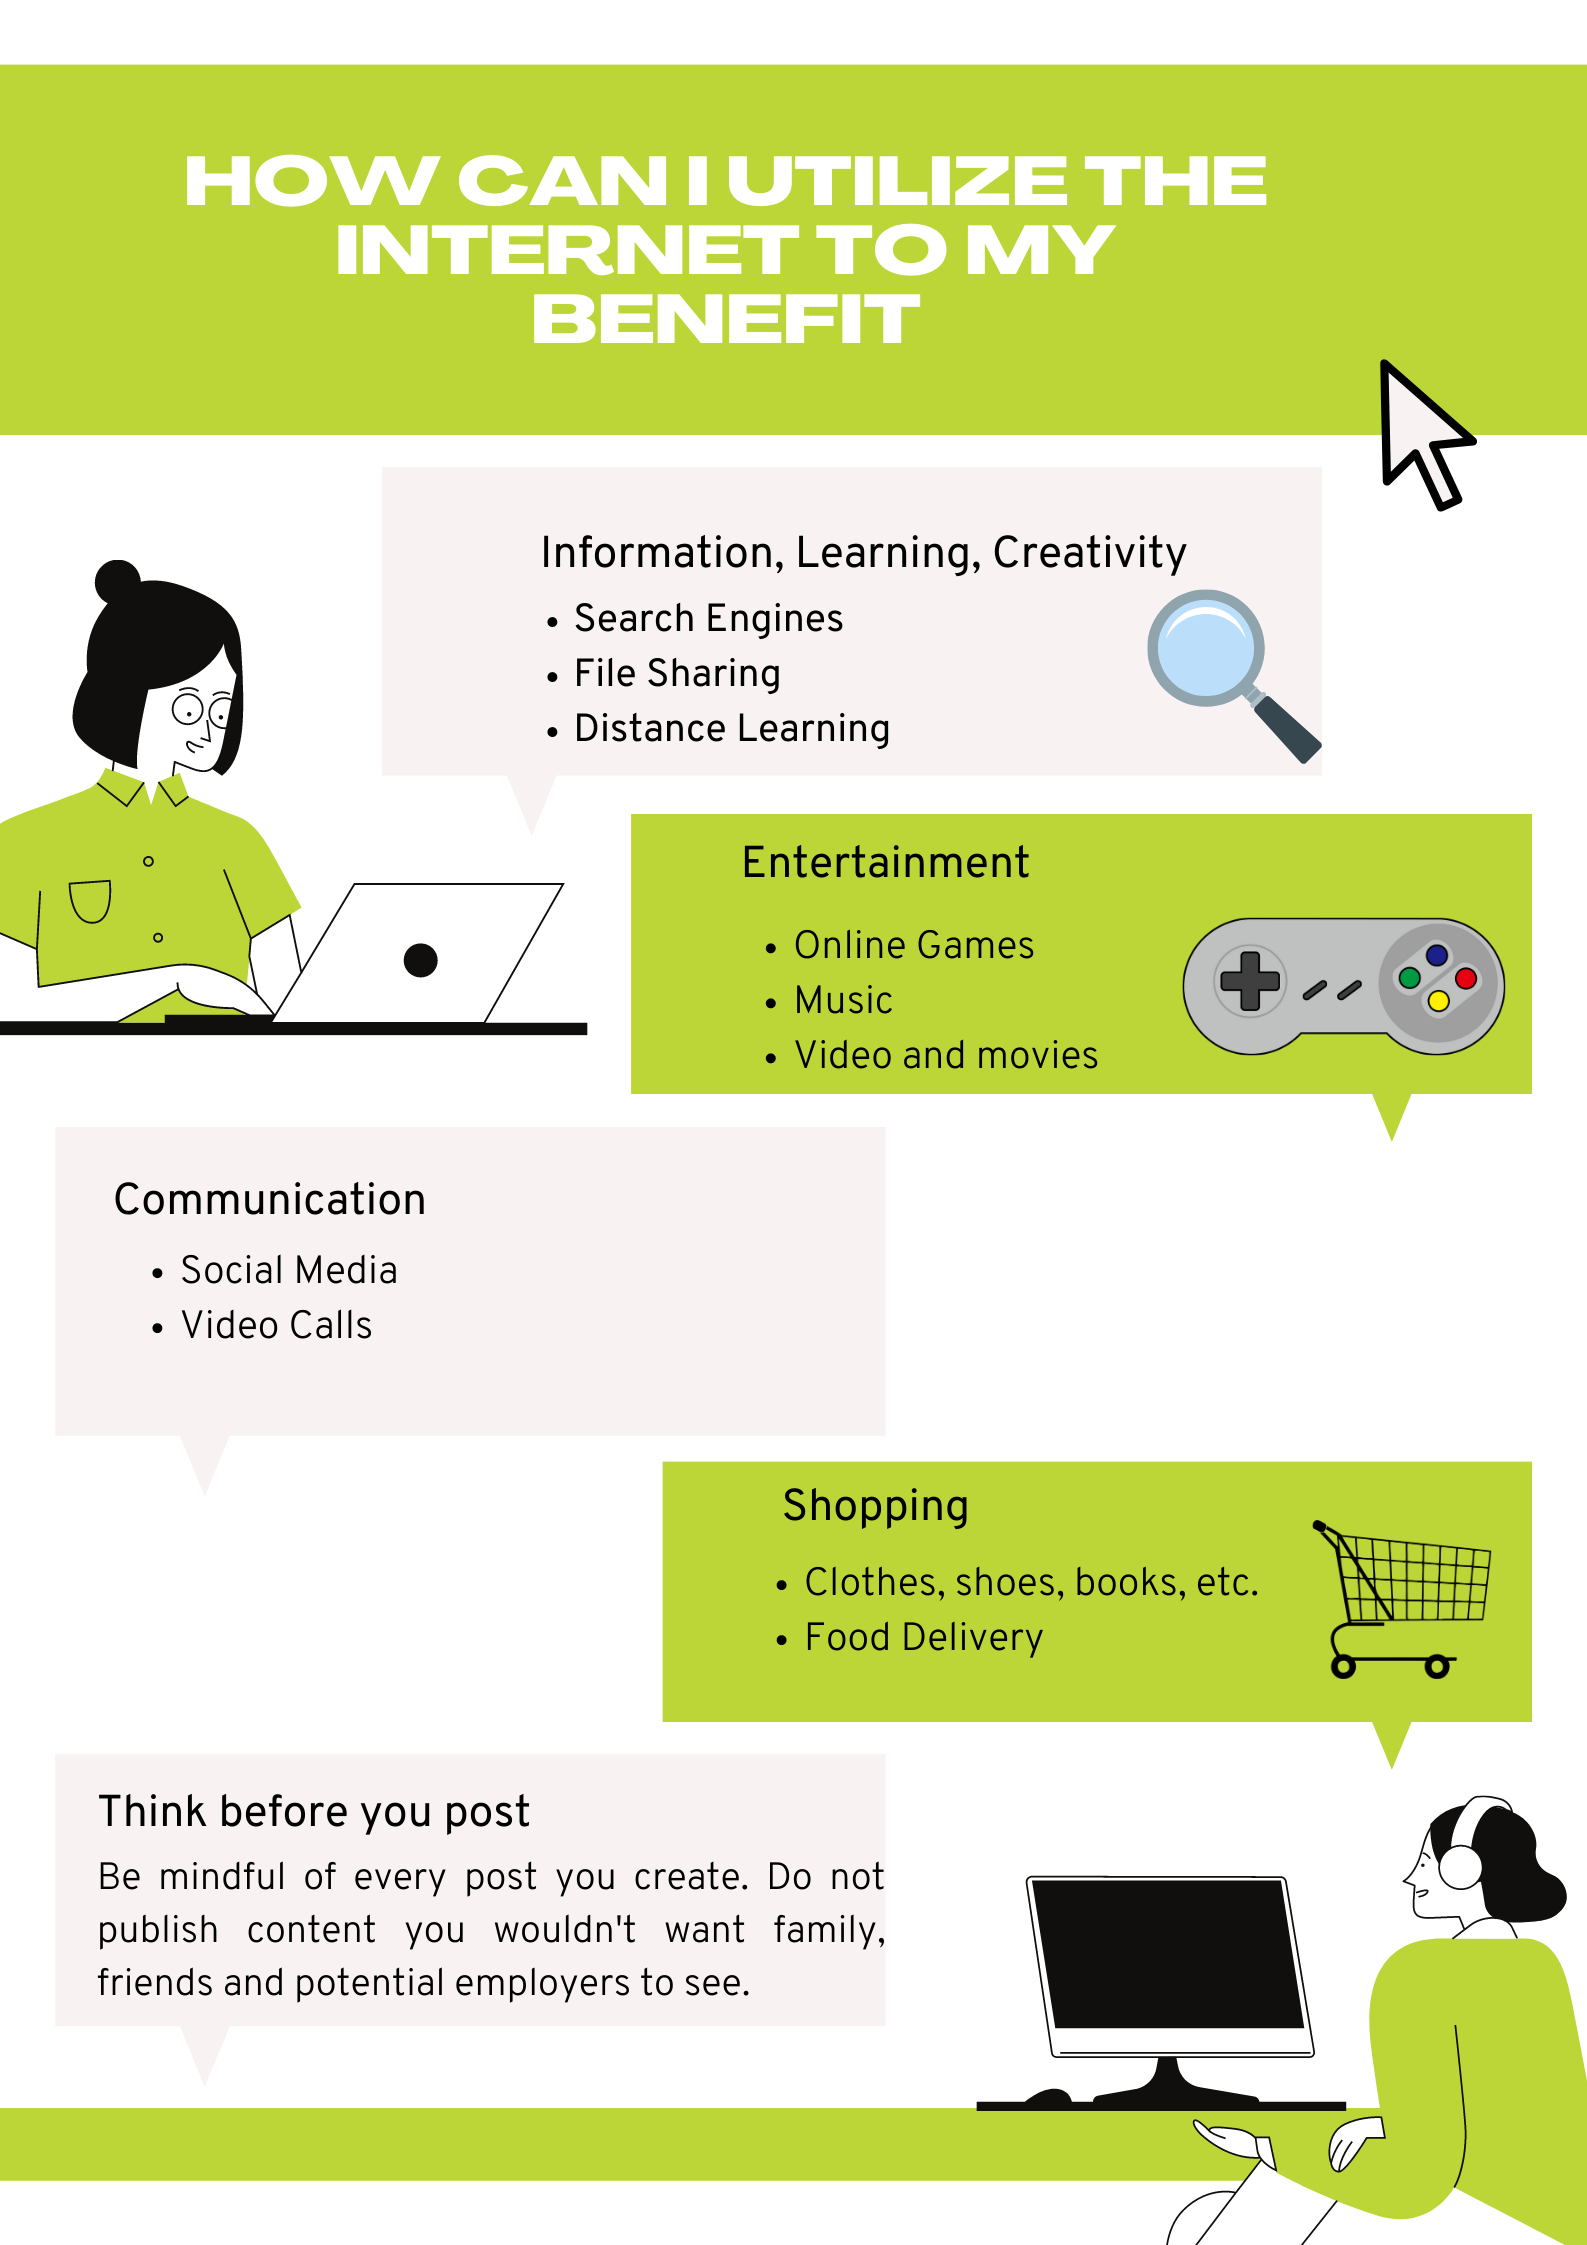 HOW CAN I UTILIZE THE
INTERNET TO MY
BENEFIT
Information, Learning, Creativity
• Search Engines
• File Sharing
• Distance Learning
Entertainment
• Online Games
• Music
• Video and movies
Communication
• Social Media
• Video Calls
Shopping
• Clothes, shoes, books, etc.
• Food Delivery
Think before you post
Be mindful of every post you create. Do not
publish content you wouldn't want family,
friends and potential employers to see.